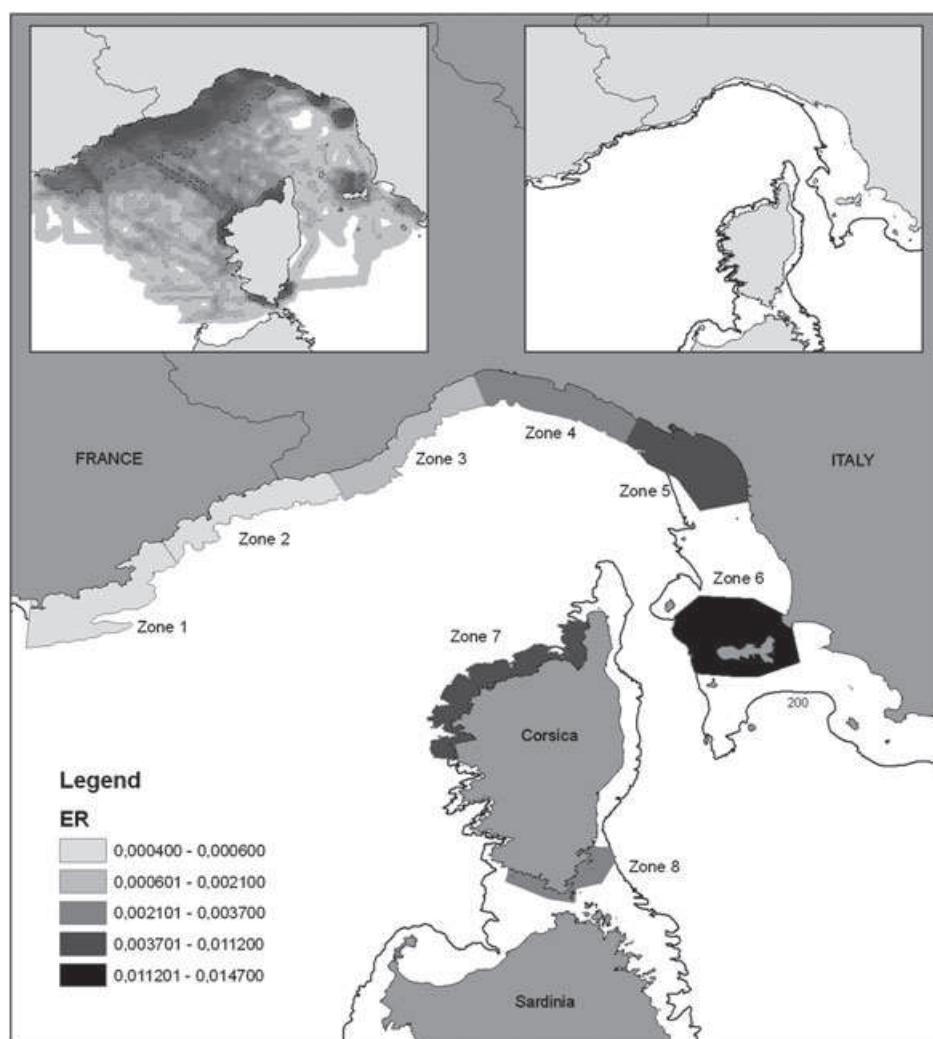 FRANCE
ITALY
Zone 4
Zone 3
Zone 5
Zone 2
Zone 6
Zone 1
Zone 7
200
Corsica
Legend
ER
0,000400 - 0,000600
0,000601 - 0,002100
0,002101 - 0,003700
0,003701 - 0,011200
0,011201 - 0,014700
Zone 8
Sardinia